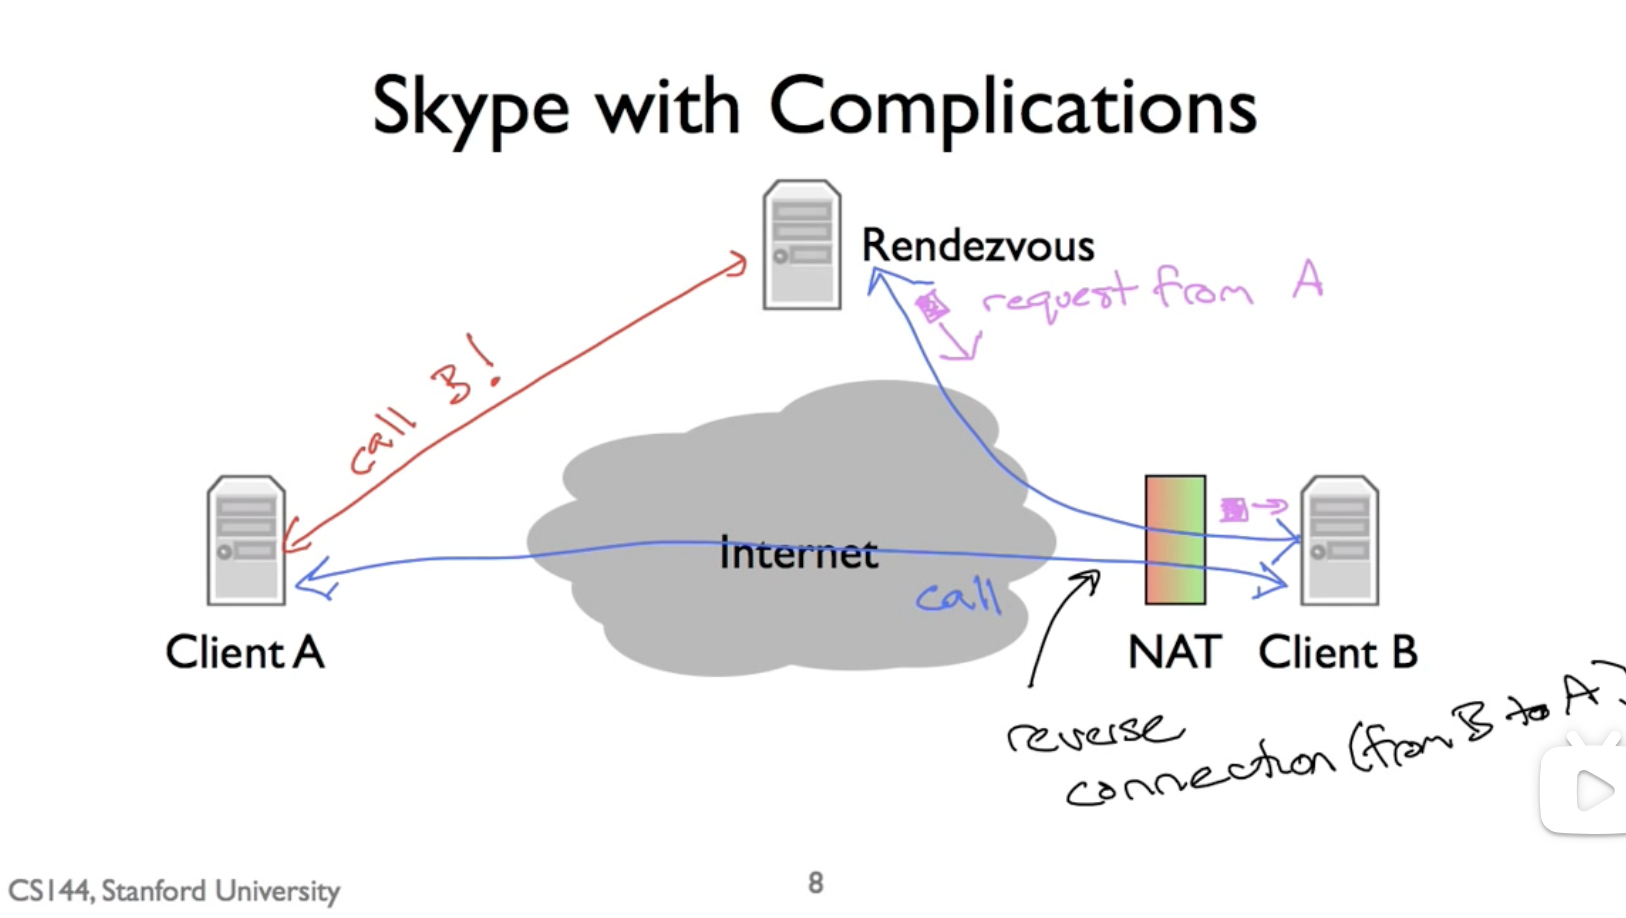 Skype with Complications
Rendezvous
request from A
call B!
Internet
call
Client A
NAT
Client B
reverse
connection (from B to A)
CS144, Stanford University
8